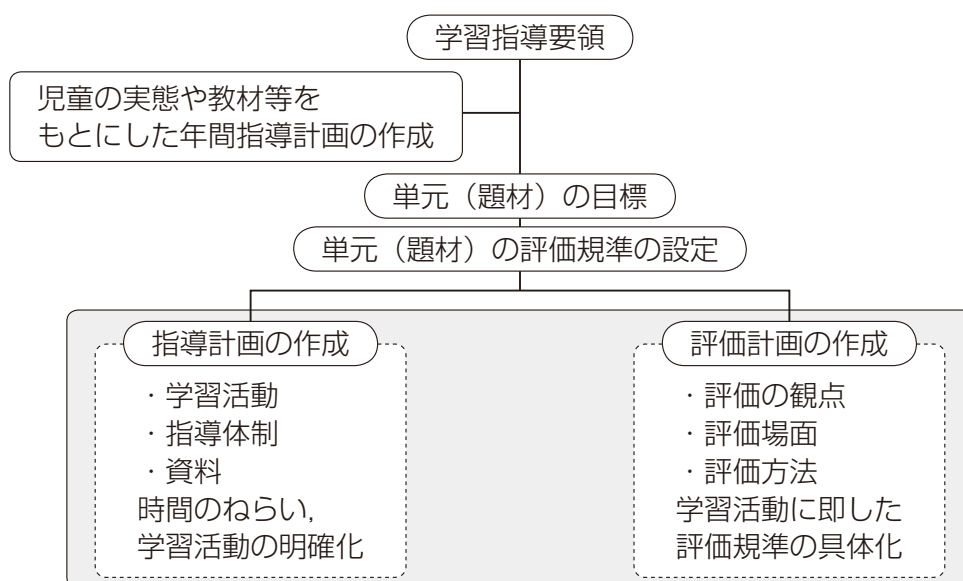 学習指導要領
児童の実態や教材等を
もとにした年間指導計画の作成
単元（題材）の目標
単元（題材）の評価規準の設定
指導計画の作成
・学習活動
・指導体制
・資料
時間のねらい，
学習活動の明確化
評価計画の作成
・評価の観点
・評価場面
・評価方法
学習活動に即した
評価規準の具体化